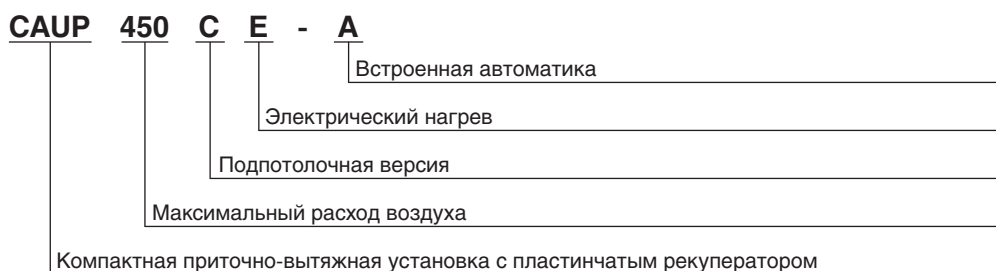 CAUP 450 C E - A
Встроенная автоматика
Электрический нагрев
Подпотолочная версия
Максимальный расход воздуха
Компактная приточно-вытяжная установка с пластинчатым рекуператором